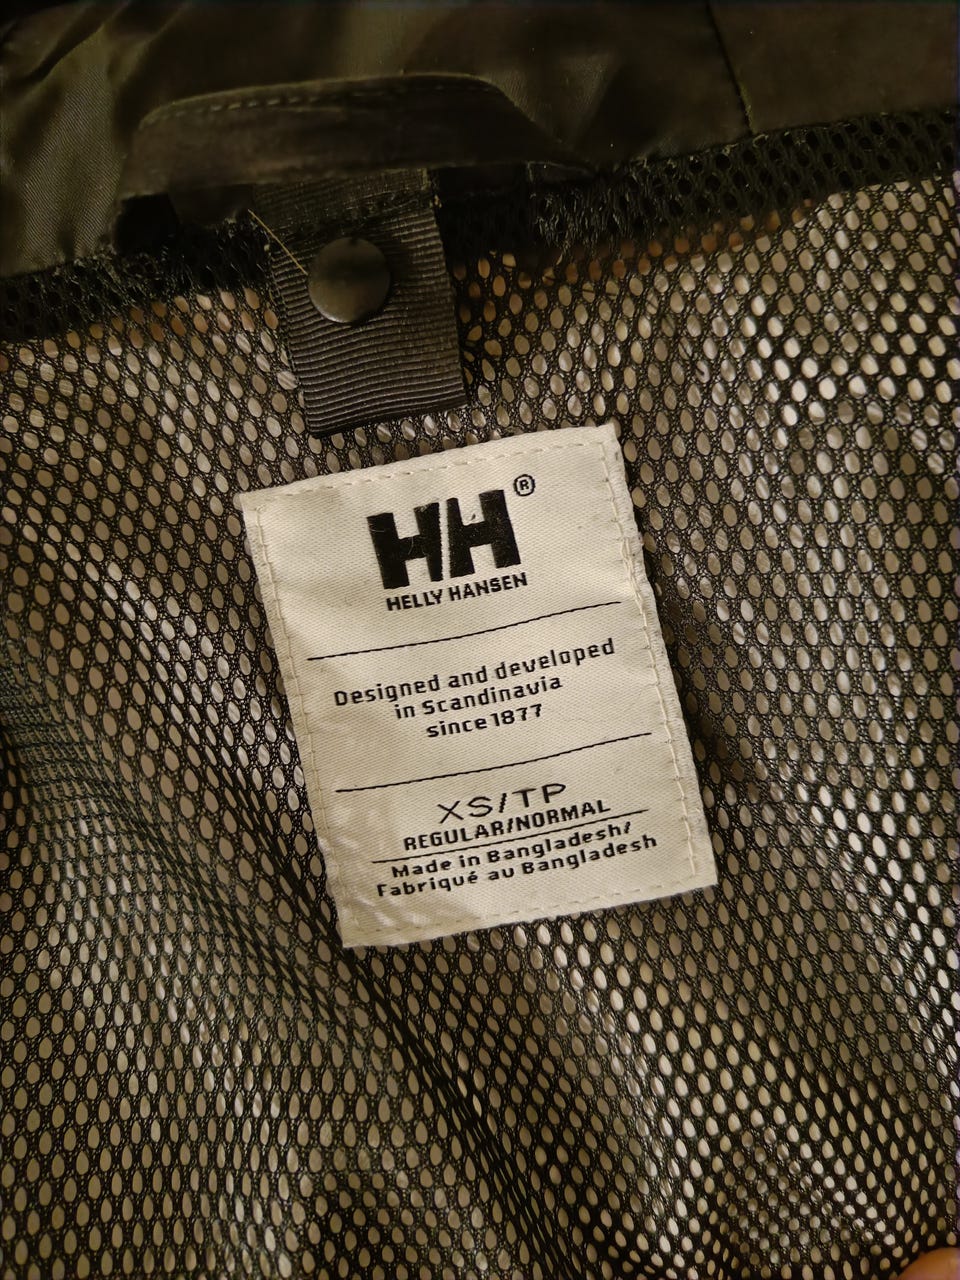 HH®
HELLY HANSEN
Designed and developed
in Scandinavia
since 1877
XS/TP
REGULAR/NORMAL
Made in Bangladesh/
Fabriqué au Bangladesh